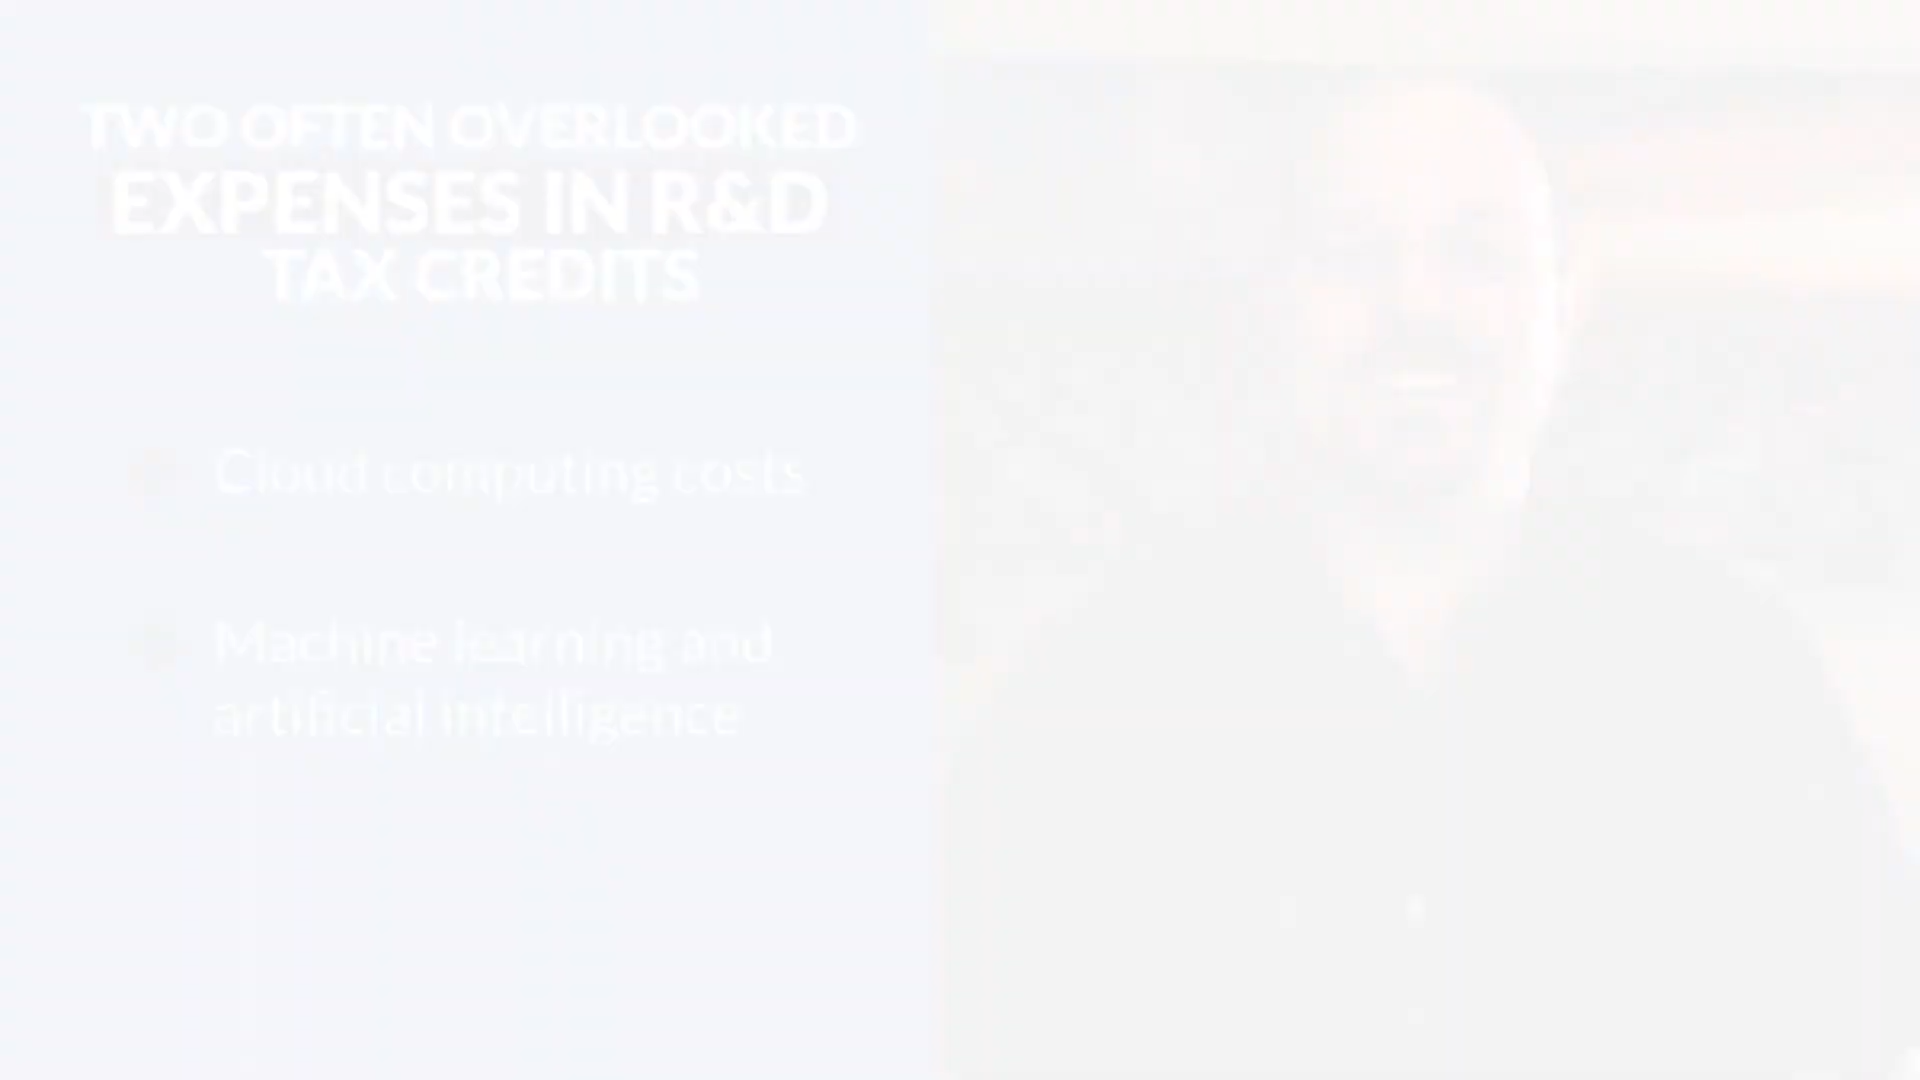 TWO OFTEN OVERLOOKED
EXPENSES IN R&D
TAX CREDITS
Cloud computing costs
Machine learning and
artificial intelligence